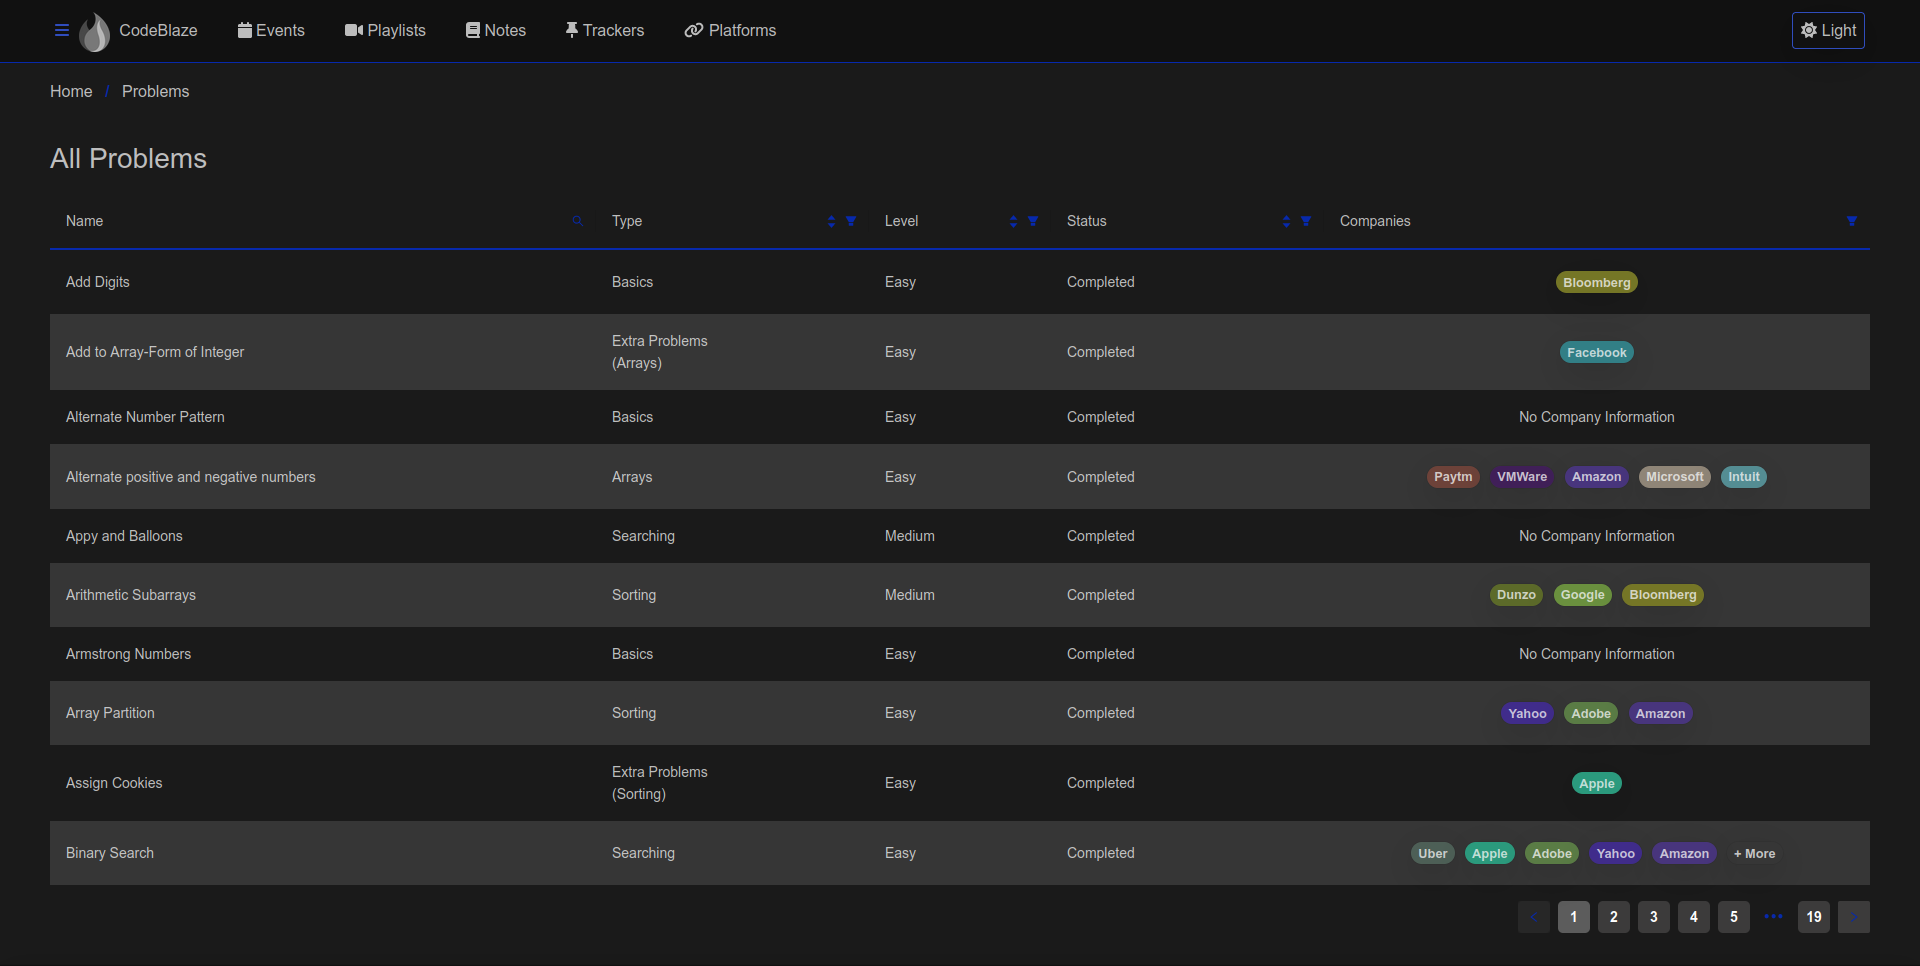 CodeBlaze Events Playlists Notes Trackers Platforms Light
Home / Problems
All Problems
Name Type Level Status Companies
Add Digits Basics Easy Completed Bloomberg
Add to Array-Form of Integer Extra Problems (Arrays) Easy Completed Facebook
Alternate Number Pattern Basics Easy Completed No Company Information
Alternate positive and negative numbers Arrays Easy Completed Paytm VMWare Amazon Microsoft Intuit
Appy and Balloons Searching Medium Completed No Company Information
Arithmetic Subarrays Sorting Medium Completed Dunzo Google Bloomberg
Armstrong Numbers Basics Easy Completed No Company Information
Array Partition Sorting Easy Completed Yahoo Adobe Amazon
Assign Cookies Extra Problems (Sorting) Easy Completed Apple
Binary Search Searching Easy Completed Uber Apple Adobe Yahoo Amazon + More
< 1 2 3 4 5 ••• 19 >